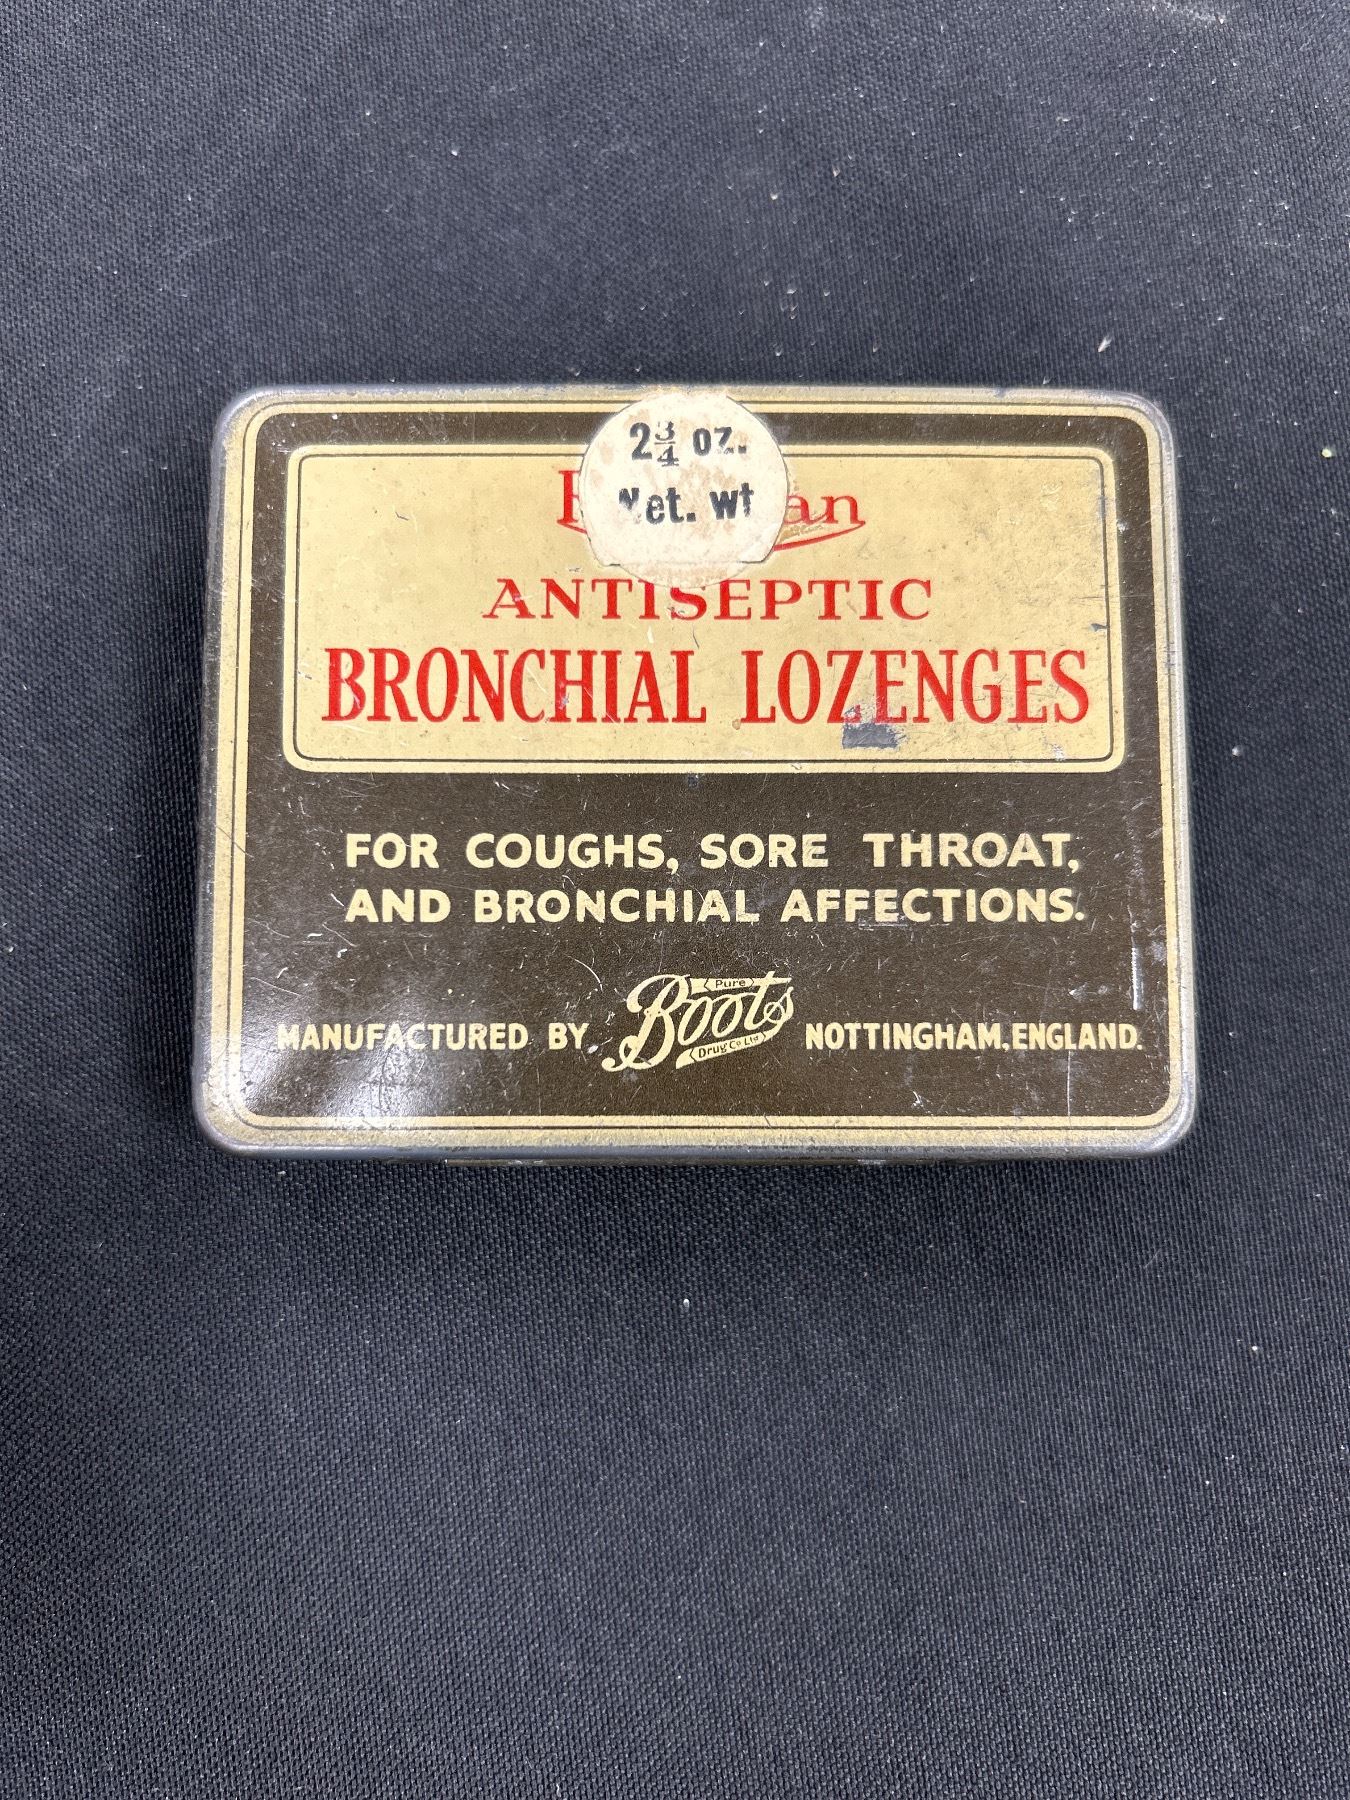 2¾ oz.
Net. wt
ANTISEPTIC
BRONCHIAL LOZENGES
FOR COUGHS, SORE THROAT,
AND BRONCHIAL AFFECTIONS.
MANUFACTURED BY Boots Pure Drug Co Ltd NOTTINGHAM, ENGLAND.